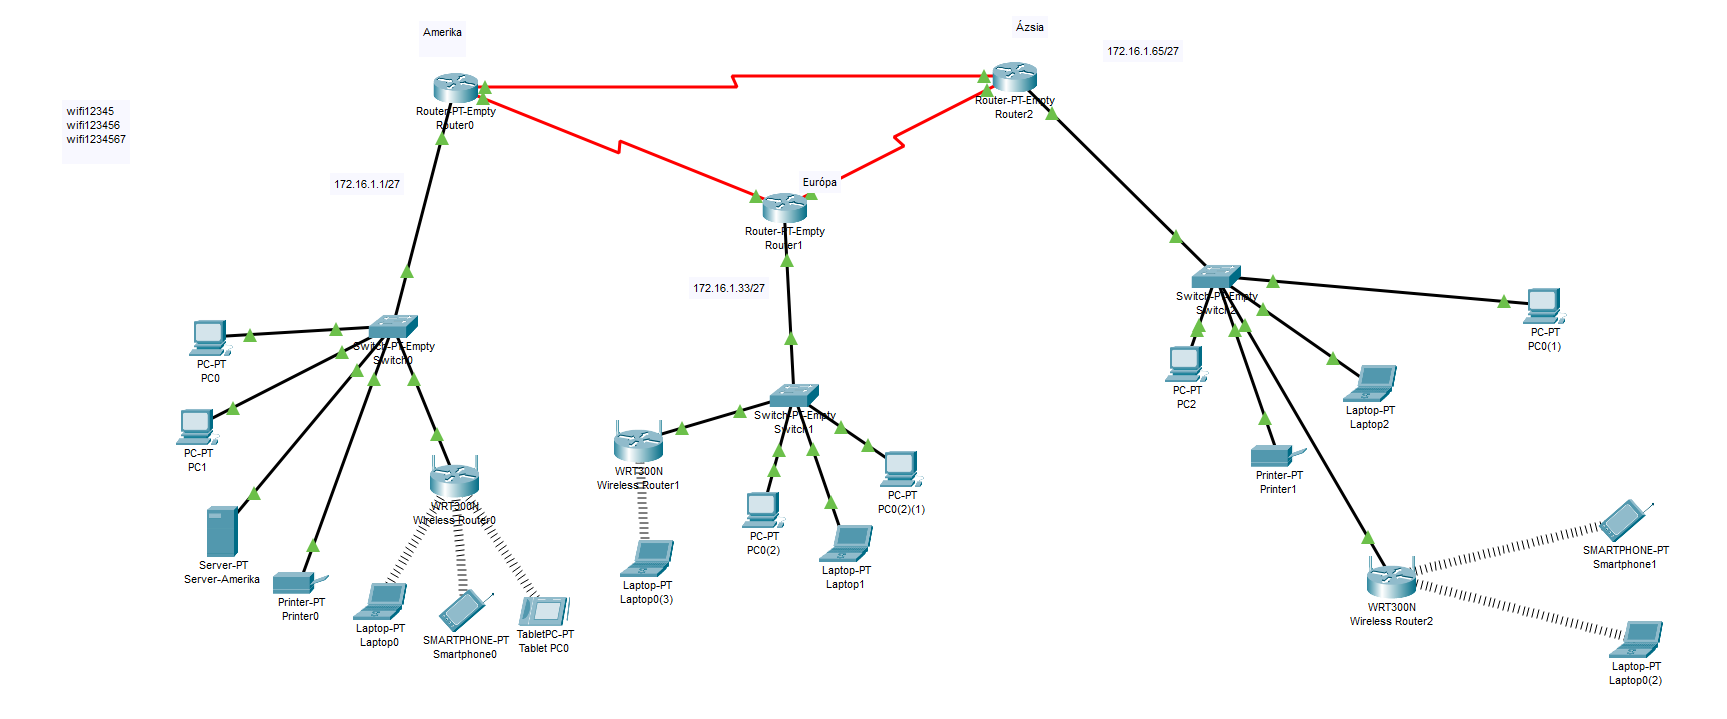 Amerika
Ázsia
172.16.1.65/27
Router-PT-Empty
Router0
Router-PT-Empty
Router2
wifi12345
wifi123456
wifi1234567
172.16.1.1/27
Európa
Router-PT-Empty
Router1
172.16.1.33/27
Switch-PT-Empty
Switch2
PC-PT
PC0(1)
Switch-PT-Empty
Switch0
PC-PT
PC0
PC-PT
PC2
Laptop-PT
Laptop2
Switch-PT-Empty
Switch1
PC-PT
PC1
WRT300N
Wireless Router1
Printer-PT
Printer1
PC-PT
PC0(2)(1)
WRT300N
Wireless Router0
PC-PT
PC0(2)
SMARTPHONE-PT
Smartphone1
Server-PT
Server-Amerika
Laptop-PT
Laptop1
Laptop-PT
Laptop0(3)
Printer-PT
Printer0
WRT300N
Wireless Router2
Laptop-PT
Laptop0
SMARTPHONE-PT
Smartphone0
TabletPC-PT
Tablet PC0
Laptop-PT
Laptop0(2)